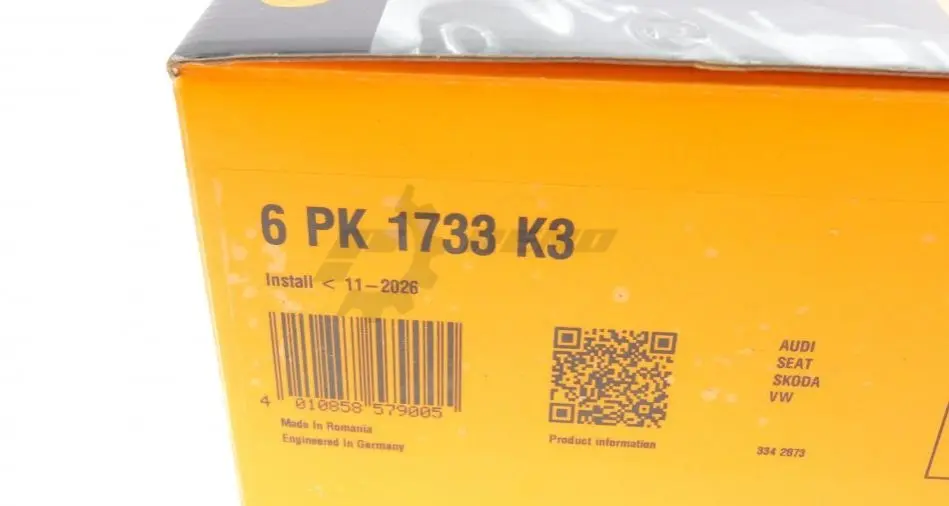 6 PK 1733 K3
Install < 11-2026
4 010858 579005
Made In Romania
Engineered In Germany
Product information
AUDI
SEAT
SKODA
VW
334 2873